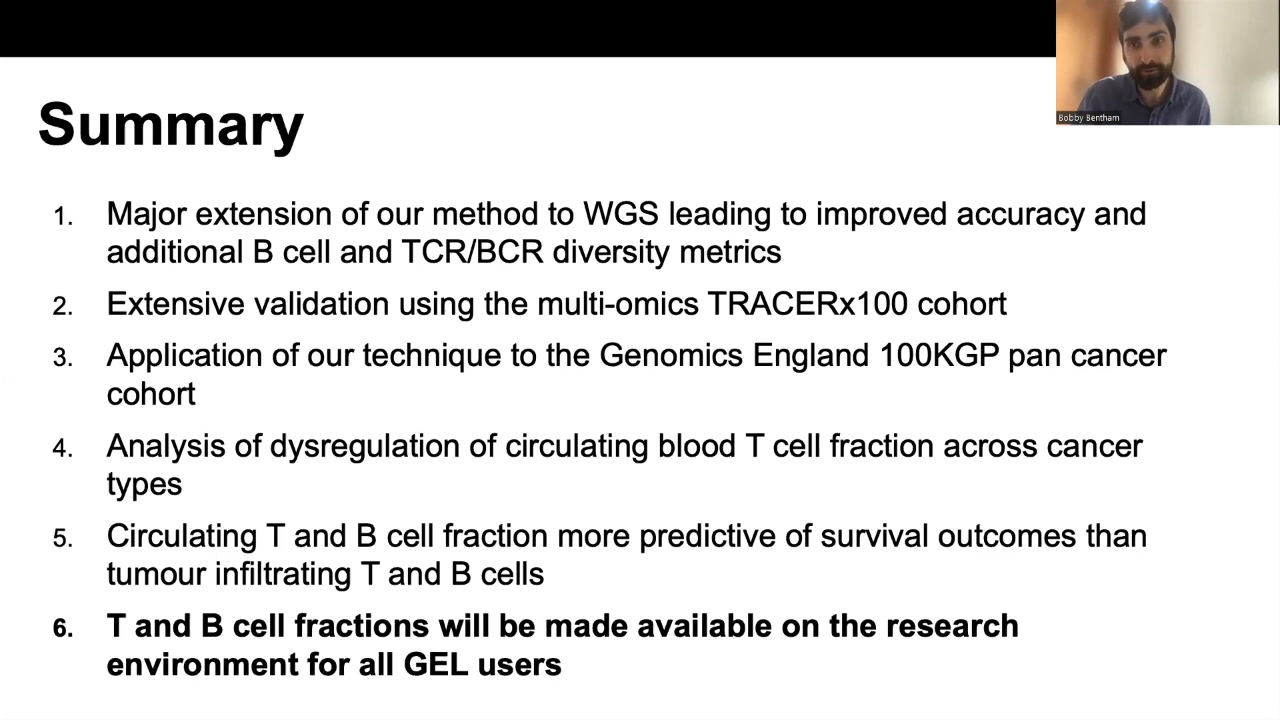 Bobby Bentham
Summary
1. Major extension of our method to WGS leading to improved accuracy and
additional B cell and TCR/BCR diversity metrics
2. Extensive validation using the multi-omics TRACERx100 cohort
3. Application of our technique to the Genomics England 100KGP pan cancer
cohort
4. Analysis of dysregulation of circulating blood T cell fraction across cancer
types
5. Circulating T and B cell fraction more predictive of survival outcomes than
tumour infiltrating T and B cells
6. T and B cell fractions will be made available on the research
environment for all GEL users